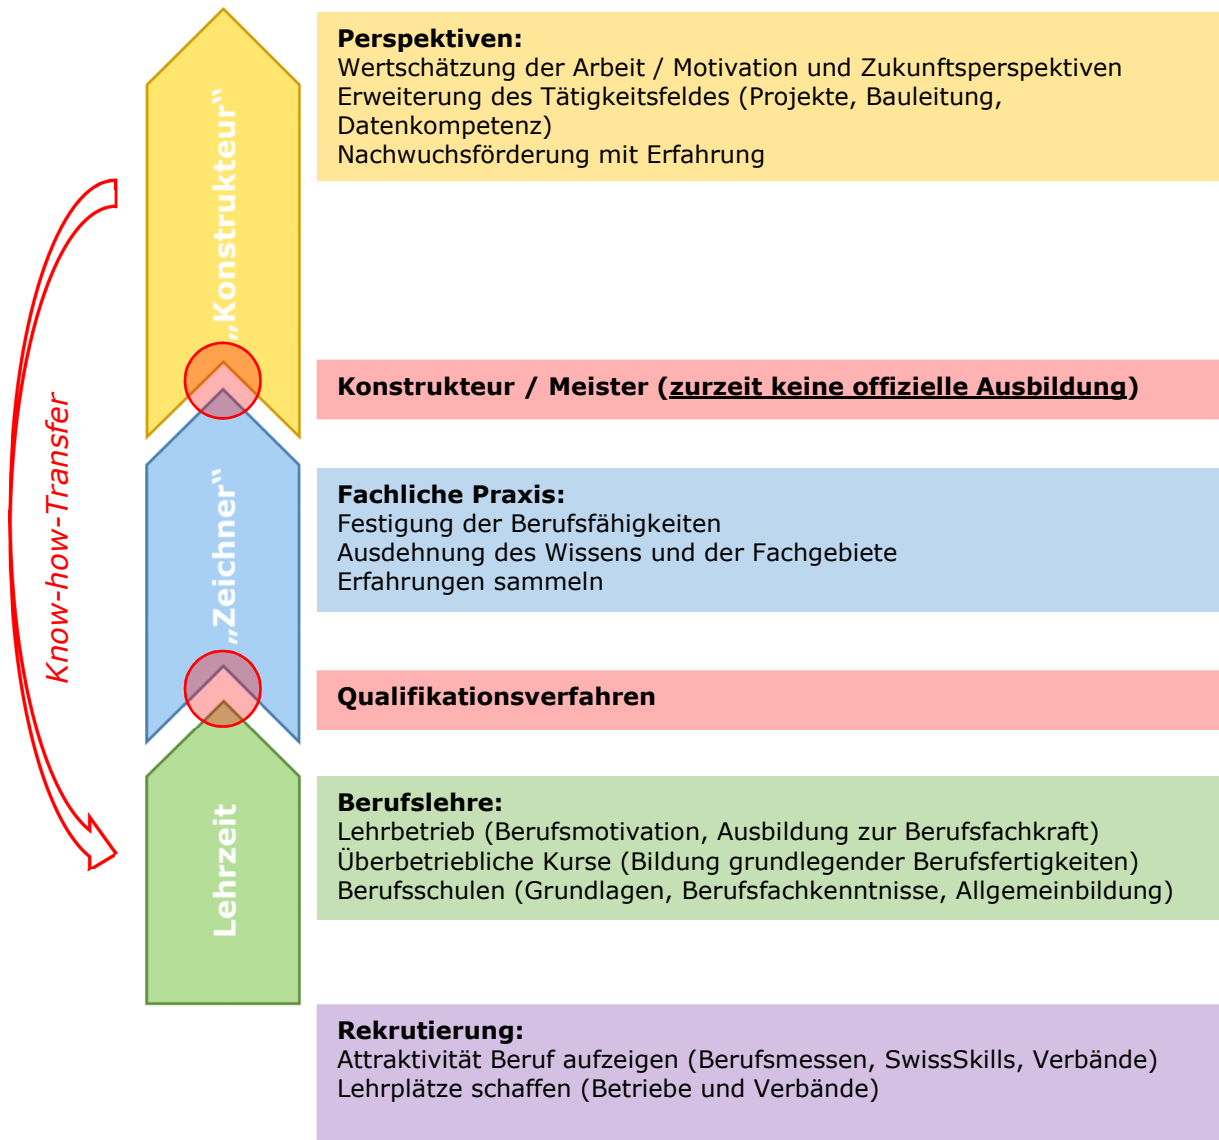 Perspektiven:
Wertschätzung der Arbeit / Motivation und Zukunftsperspektiven
Erweiterung des Tätigkeitsfeldes (Projekte, Bauleitung,
Datenkompetenz)
Nachwuchsförderung mit Erfahrung
„Konstrukteur“
Konstrukteur / Meister (zurzeit keine offizielle Ausbildung)
Know-how-Transfer
„Zeichner“
Fachliche Praxis:
Festigung der Berufsfähigkeiten
Ausdehnung des Wissens und der Fachgebiete
Erfahrungen sammeln
Qualifikationsverfahren
Lehrzeit
Berufslehre:
Lehrbetrieb (Berufsmotivation, Ausbildung zur Berufsfachkraft)
Überbetriebliche Kurse (Bildung grundlegender Berufsfertigkeiten)
Berufsschulen (Grundlagen, Berufsfachkenntnisse, Allgemeinbildung)
Rekrutierung:
Attraktivität Beruf aufzeigen (Berufsmessen, SwissSkills, Verbände)
Lehrplätze schaffen (Betriebe und Verbände)